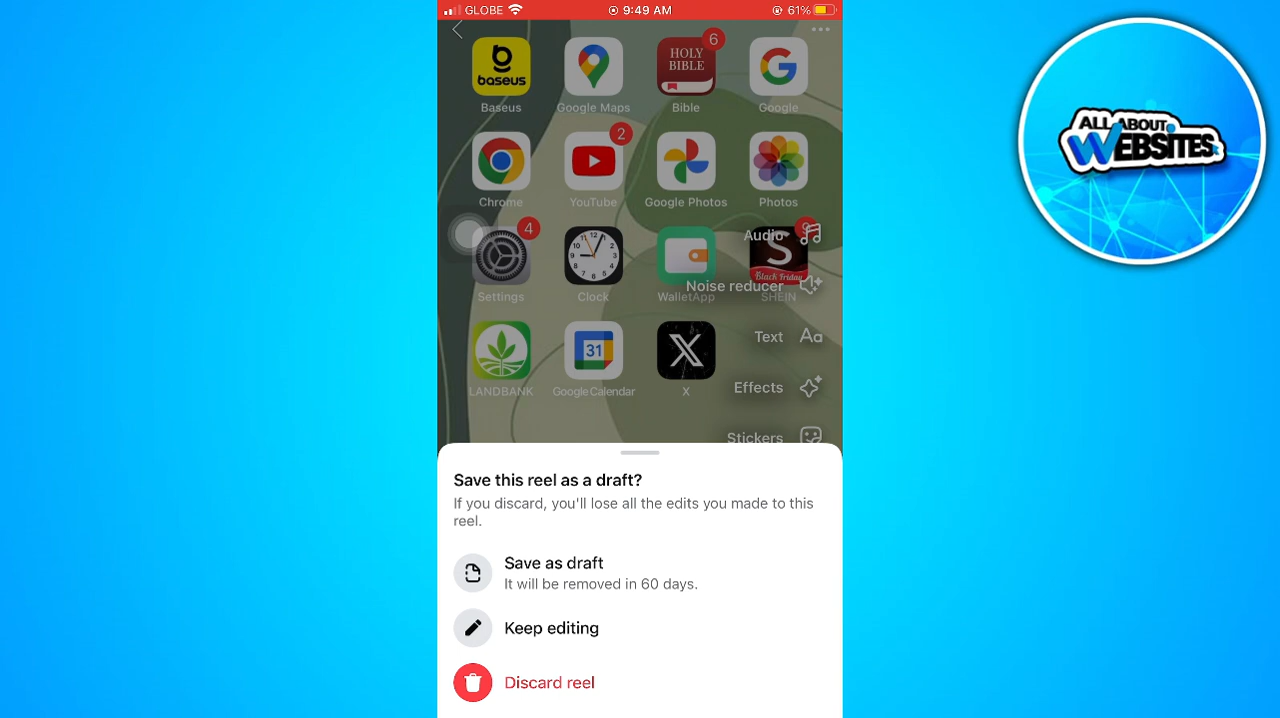 GLOBE 9:49 AM 61%
6
baseus
HOLY
BIBLE
Baseus Google Maps Bible Google
2
Chrome YouTube Google Photos Photos
4 9
Audio
12
S
Black Friday
Noise reducer
Settings Clock WalletApp SHEIN
Text Aa
31
X
Effects
LANDBANK Google Calendar X
Stickers
Save this reel as a draft?
If you discard, you'll lose all the edits you made to this
reel.
Save as draft
It will be removed in 60 days.
Keep editing
Discard reel
ALL ABOUT
WEBSITES